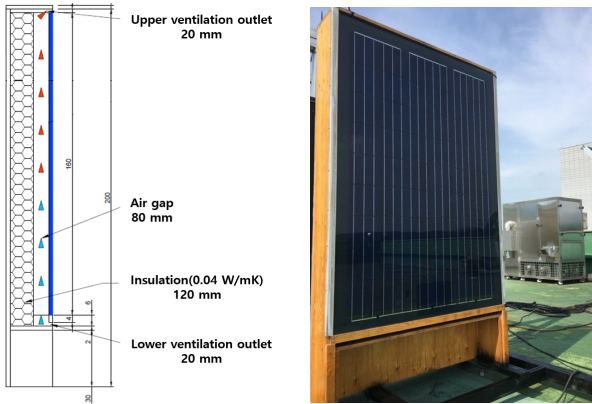 Upper ventilation outlet
20 mm
160
200
Air gap
80 mm
Insulation(0.04 W/mK)
120 mm
6
4
2
Lower ventilation outlet
20 mm
30